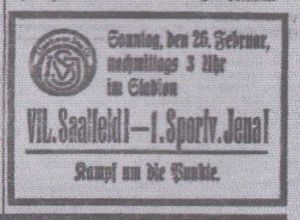 Sonntag, den 26. Februar,
nachmittags 3 Uhr
im Stadion
VfL. Saalfeld I—1. Sportv. Jena I
Kampf um die Punkte.